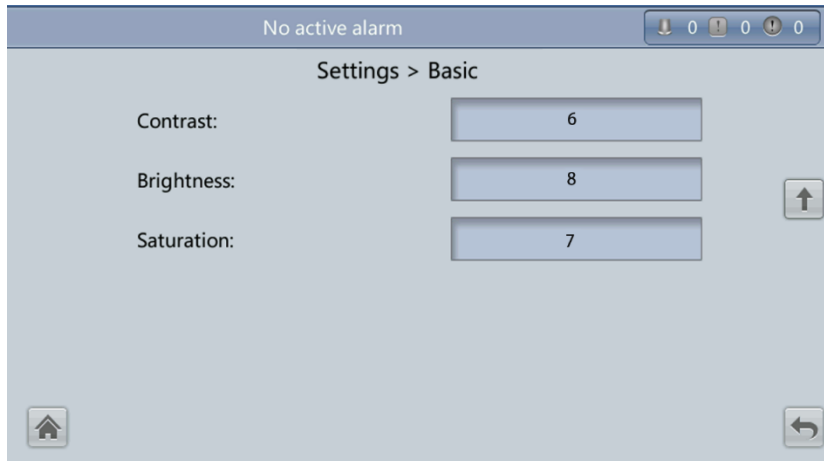 No active alarm 0 0 0
Settings > Basic
Contrast: 6
Brightness: 8
Saturation: 7